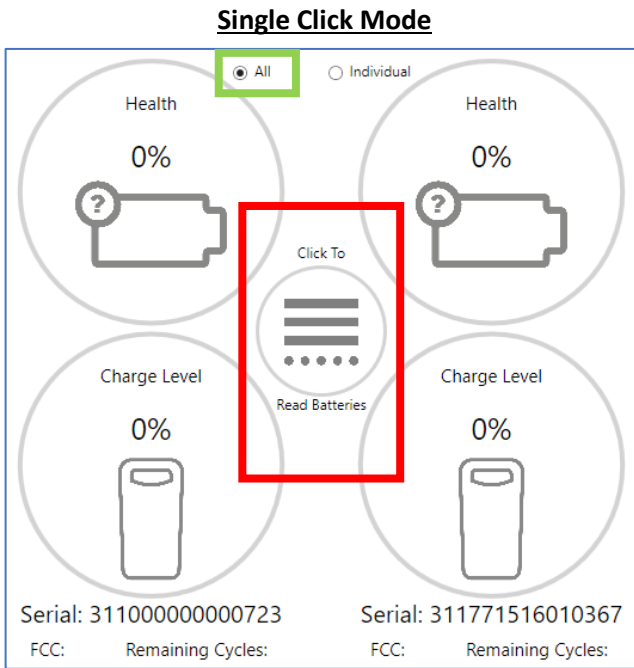 Single Click Mode
All Individual
Health Health
0% 0%
? ?
Click To
Read Batteries
Charge Level Charge Level
0% 0%
Serial: 311000000000723 Serial: 311771516010367
FCC: Remaining Cycles: FCC: Remaining Cycles: